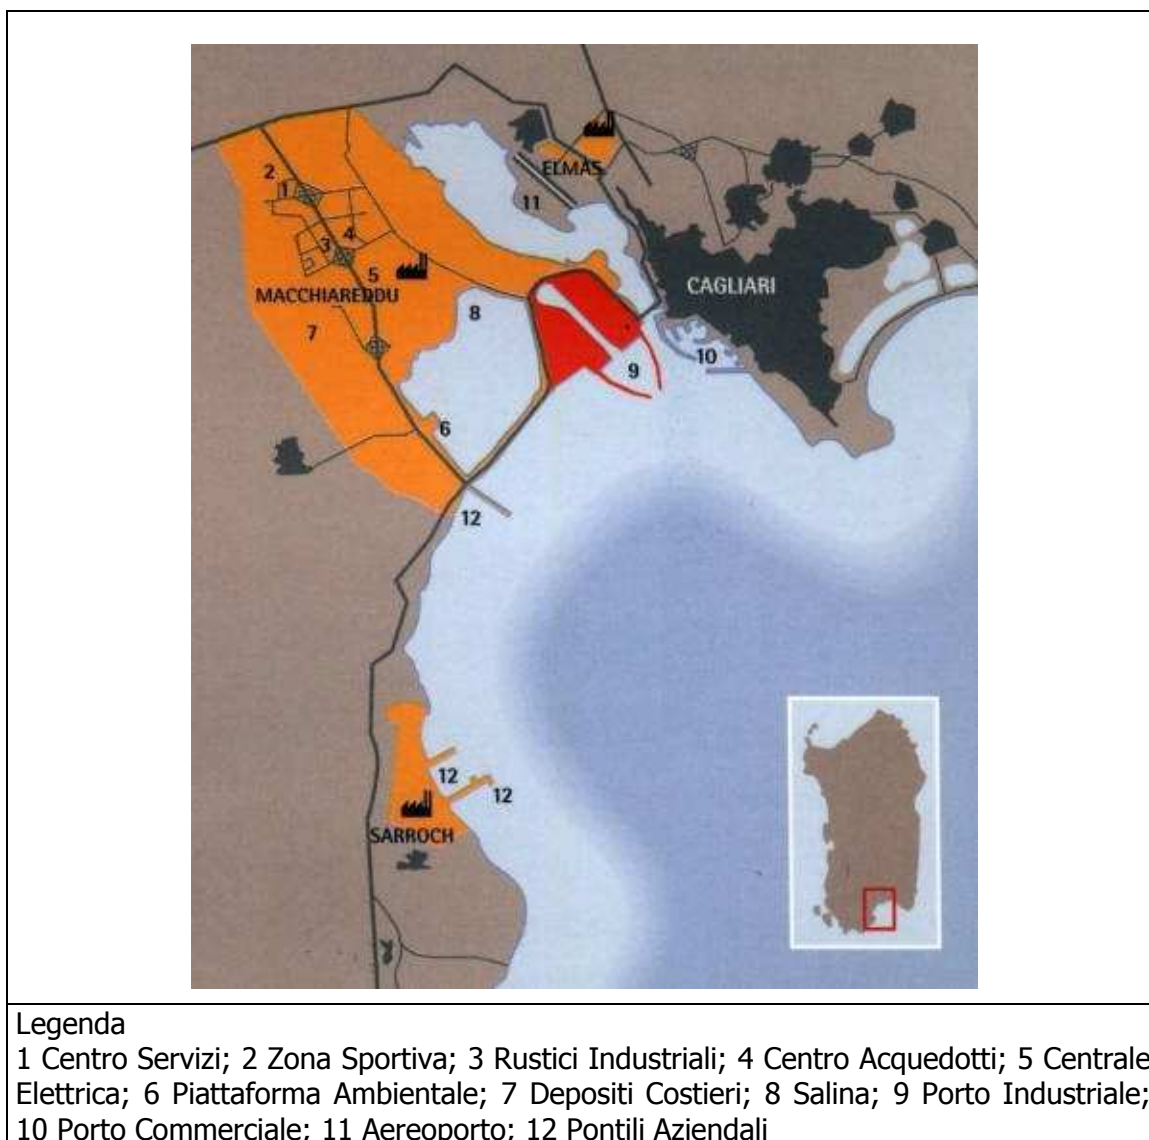 ELMAS
2
1
11
4
3
5
CAGLIARI
MACCHIAREDDU
8
7
10
9
6
12
12
12
SARROCH
Legenda
1 Centro Servizi; 2 Zona Sportiva; 3 Rustici Industriali; 4 Centro Acquedotti; 5 Centrale
Elettrica; 6 Piattaforma Ambientale; 7 Depositi Costieri; 8 Salina; 9 Porto Industriale;
10 Porto Commerciale; 11 Aereoporto; 12 Pontili Aziendali